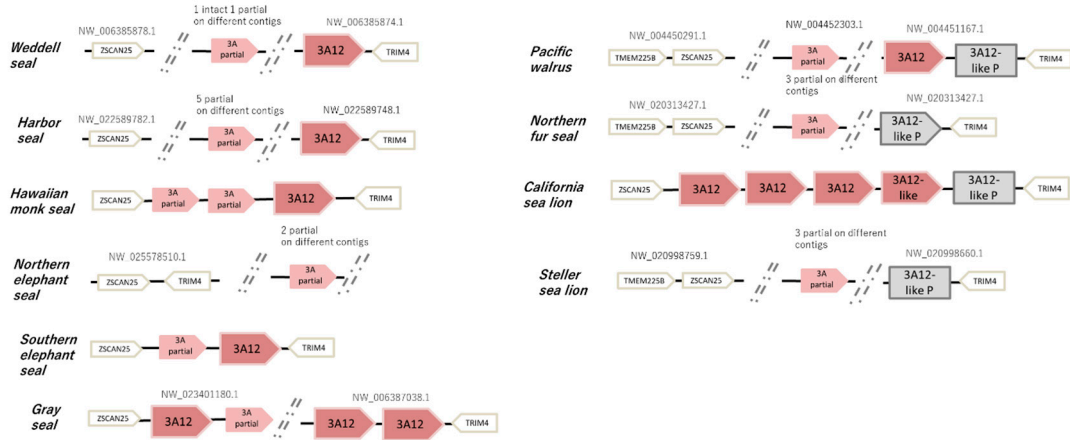 1 intact 1 partial
on different contigs
NW_006385878.1
NW_006385874.1
Weddell
seal
ZSCAN25
3A
partial
3A12
TRIM4
5 partial
on different contigs
NW_022589782.1
NW_022589748.1
Harbor
seal
ZSCAN25
3A
partial
3A12
TRIM4
Hawaiian
monk seal
ZSCAN25
3A
partial
3A
partial
3A12
TRIM4
2 partial
on different contigs
NW_025578510.1
Northern
elephant
seal
ZSCAN25
TRIM4
3A
partial
Southern
elephant
seal
ZSCAN25
3A
partial
3A12
TRIM4
NW_023401180.1
NW_006387038.1
Gray
seal
ZSCAN25
3A12
3A
partial
3A12
3A12
TRIM4
NW_004450291.1
NW_004452303.1
NW_004451167.1
Pacific
walrus
TMEM225B
ZSCAN25
3A
partial
3A12
3A12-
like P
TRIM4
3 partial on different
contigs
NW_020313427.1
NW_020313427.1
Northern
fur seal
TMEM225B
ZSCAN25
3A
partial
3A12-
like P
TRIM4
California
sea lion
ZSCAN25
3A12
3A12
3A12
3A12-
like
3A12-
like P
TRIM4
3 partial on different
contigs
NW_020998759.1
NW_020998660.1
Steller
sea lion
TMEM225B
ZSCAN25
3A
partial
3A12-
like P
TRIM4